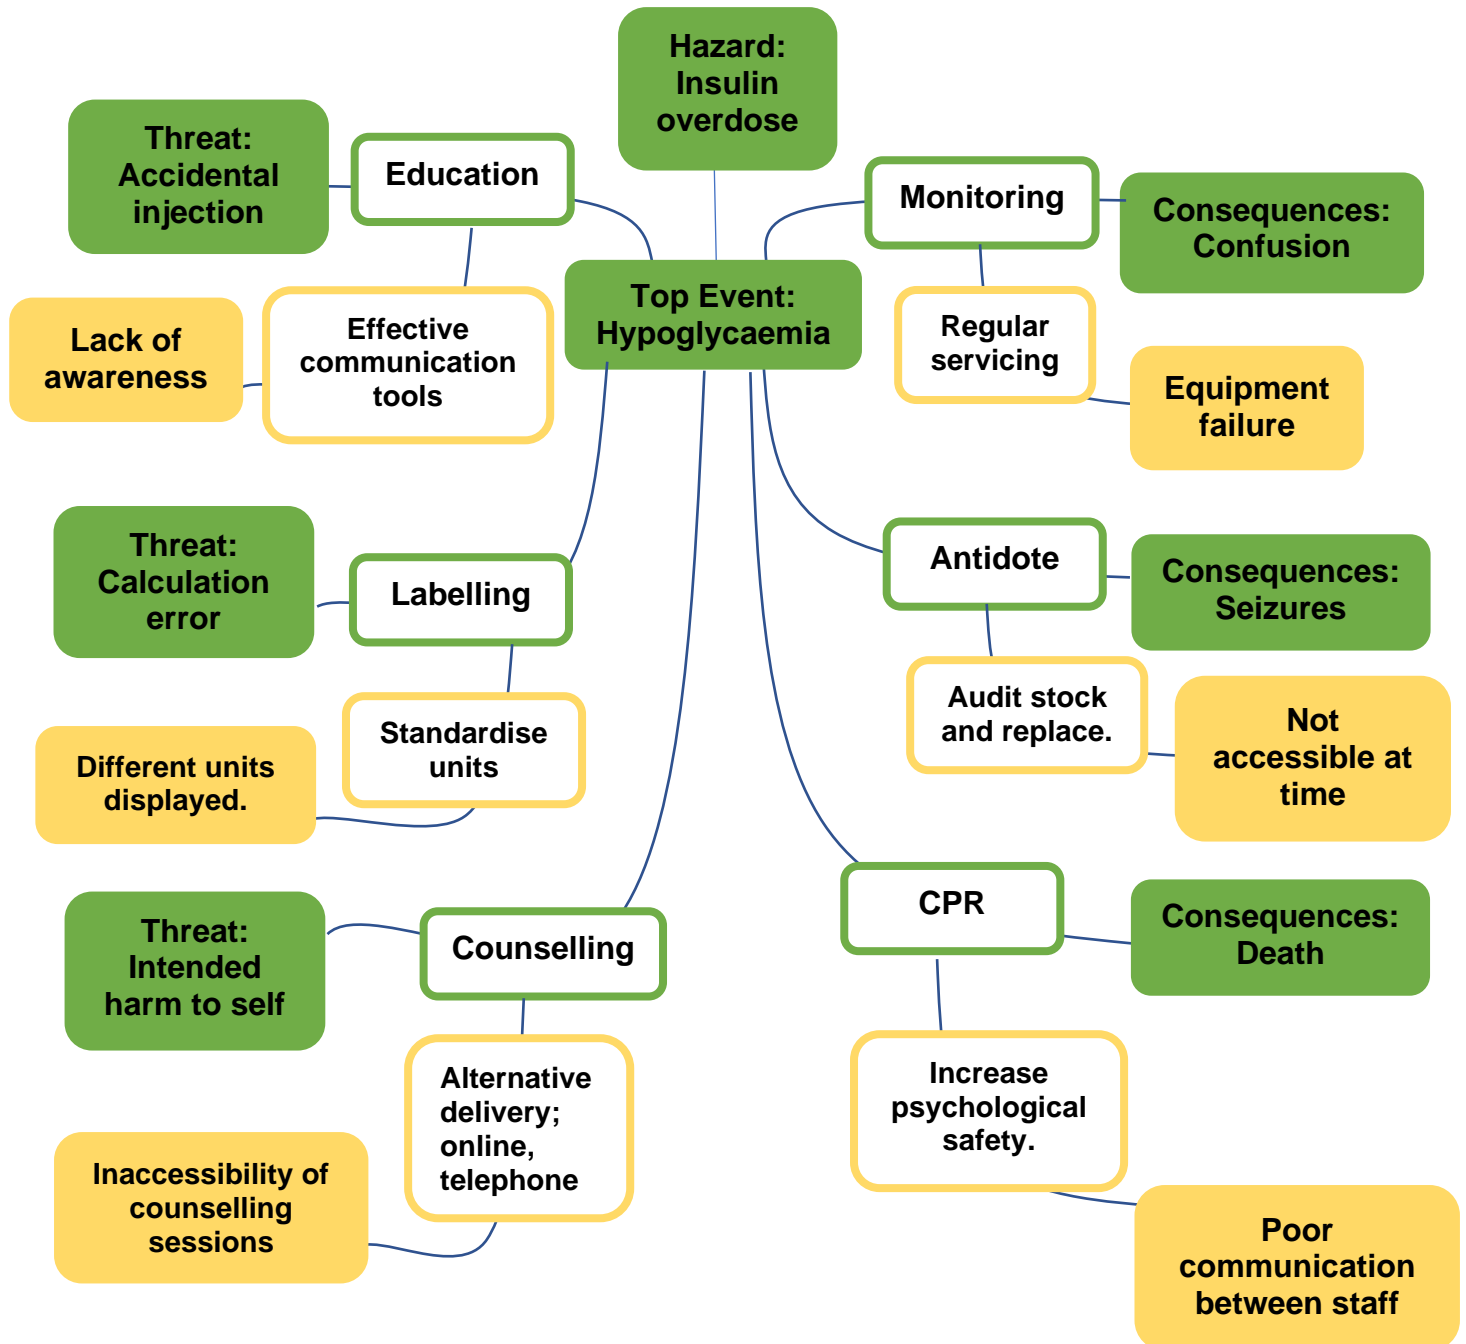 Hazard:
Insulin
overdose
Threat:
Accidental
injection
Education
Monitoring
Consequences:
Confusion
Top Event:
Hypoglycaemia
Lack of
awareness
Effective
communication
tools
Regular
servicing
Equipment
failure
Threat:
Calculation
error
Labelling
Antidote
Consequences:
Seizures
Different units
displayed.
Standardise
units
Audit stock
and replace.
Not
accessible at
time
Threat:
Intended
harm to self
Counselling
CPR
Consequences:
Death
Inaccessibility of
counselling
sessions
Alternative
delivery;
online,
telephone
Increase
psychological
safety.
Poor
communication
between staff